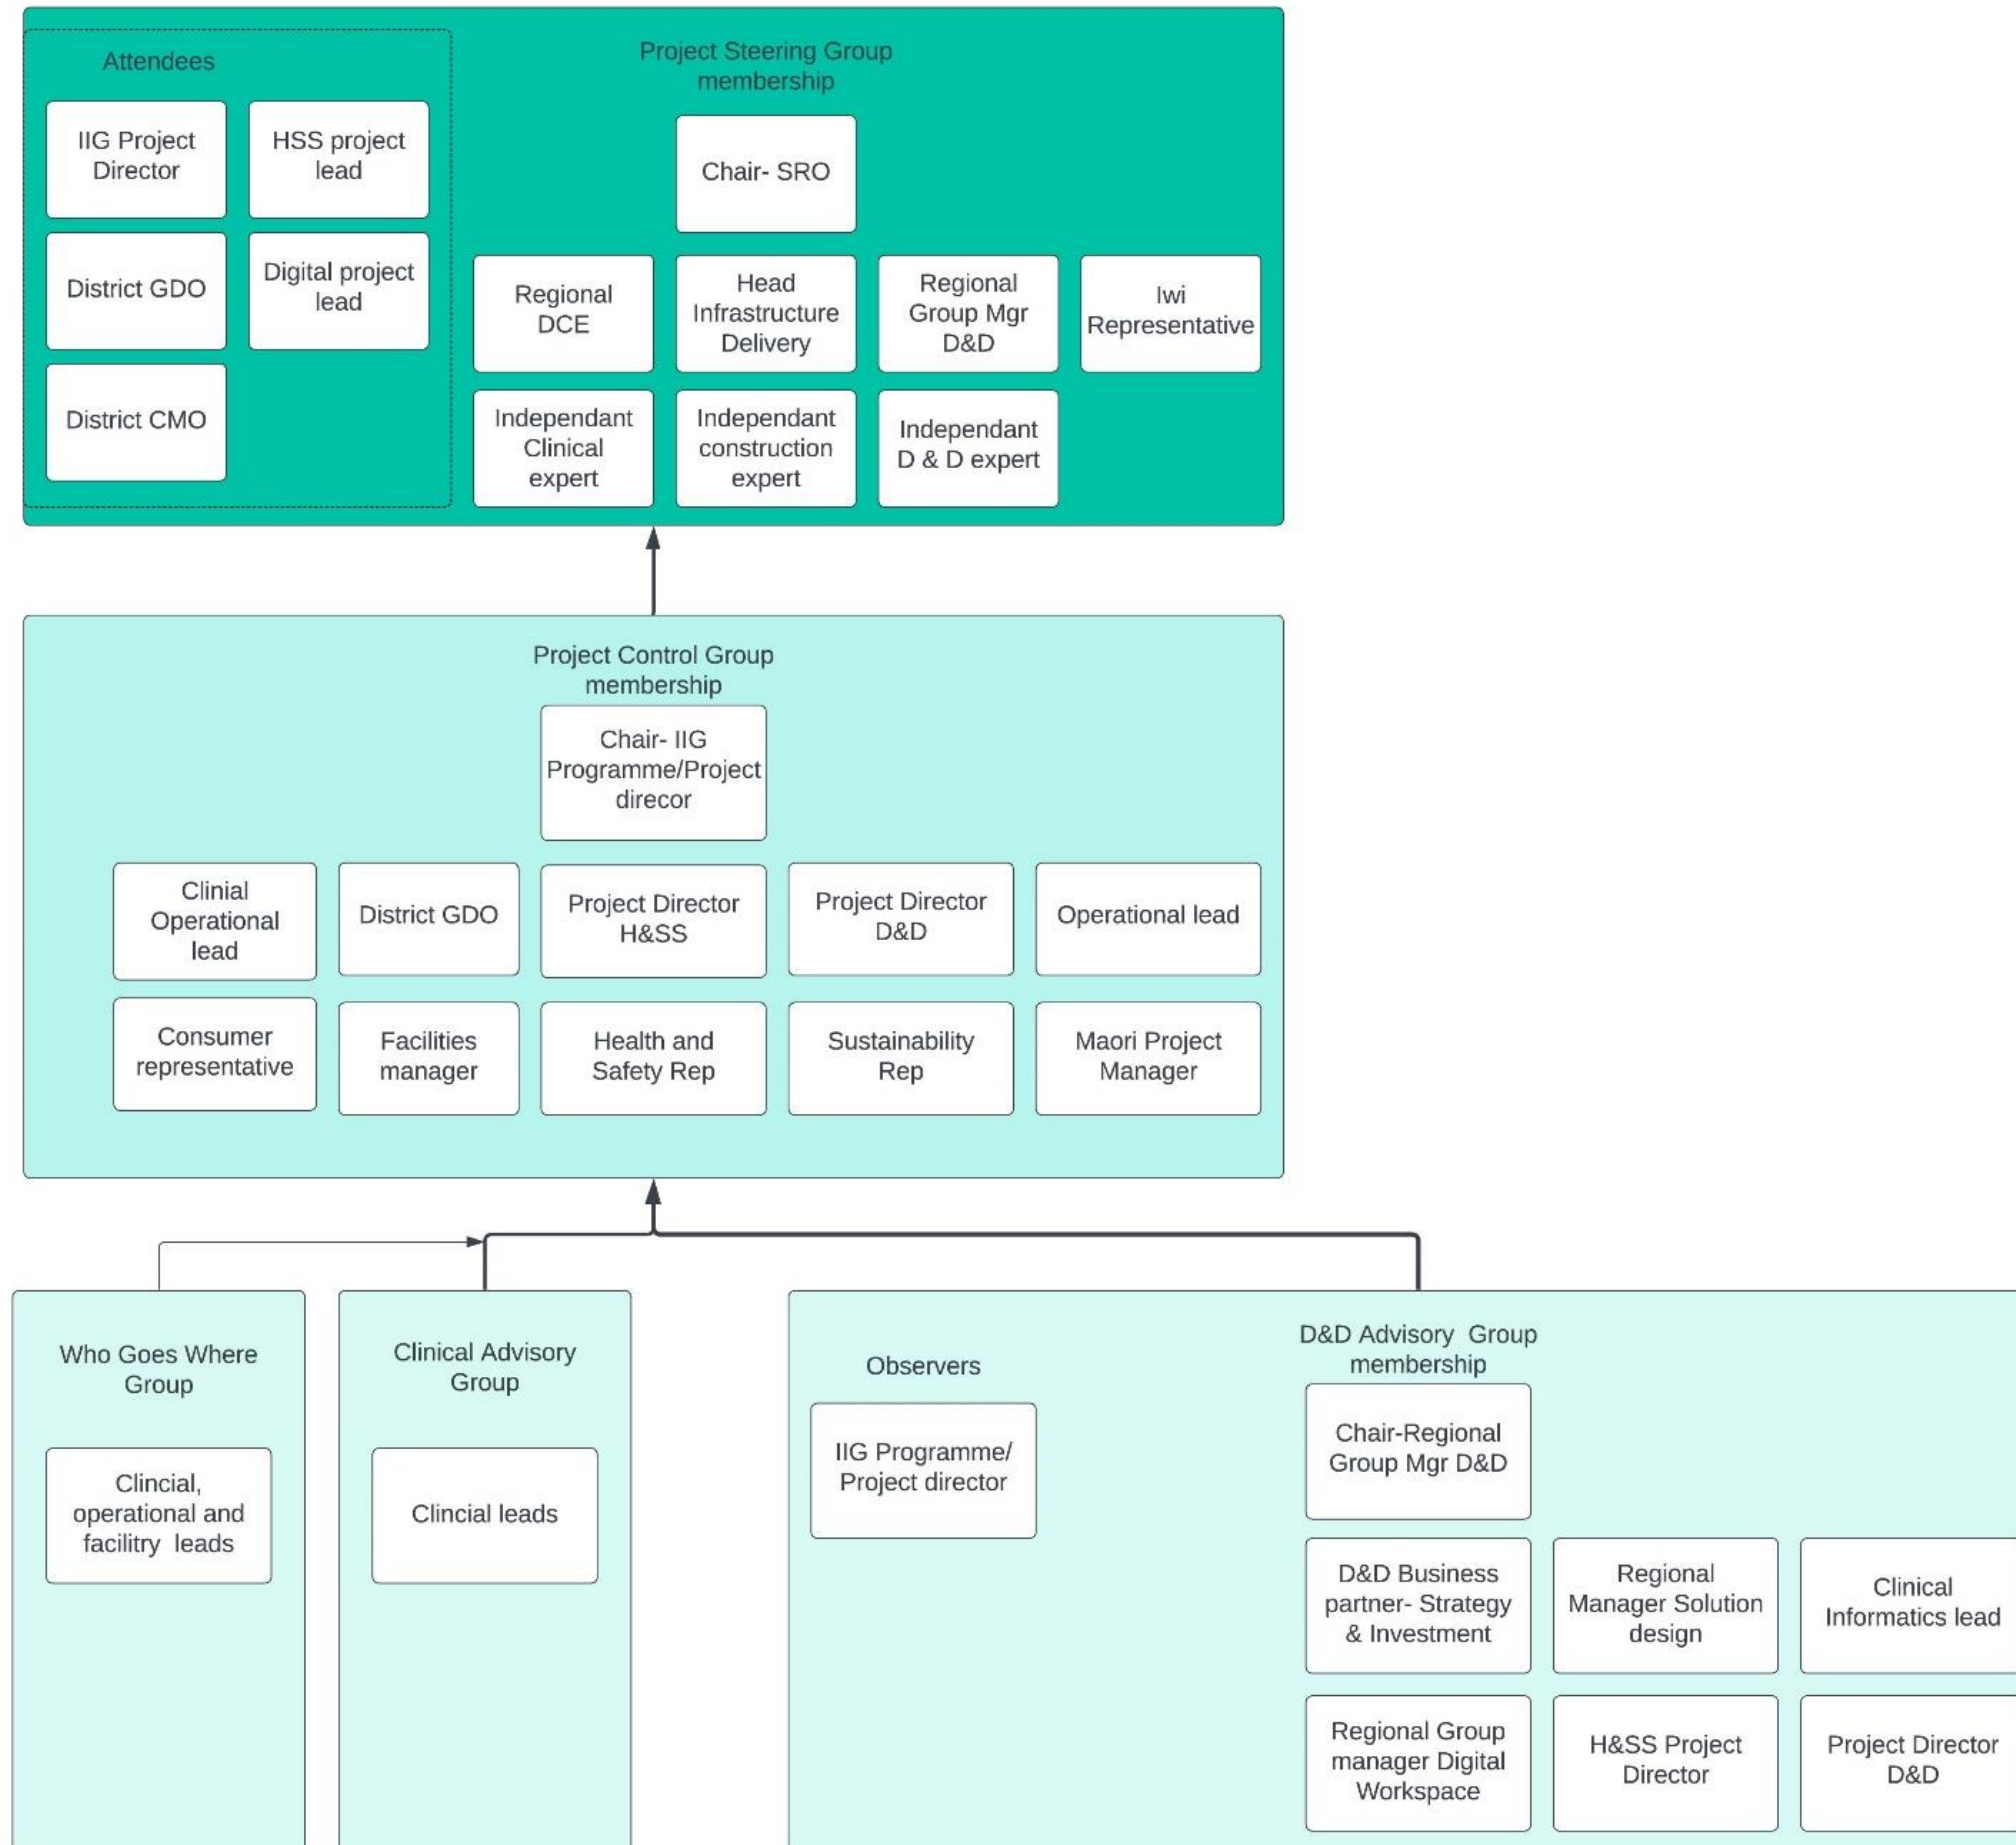 Attendees
IIG Project
Director
HSS project
lead
District GDO
Digital project
lead
District CMO
Project Steering Group
membership
Chair- SRO
Regional
DCE
Head
Infrastructure
Delivery
Regional
Group Mgr
D&D
Iwi
Representative
Independant
Clinical
expert
Independant
construction
expert
Independant
D & D expert
Project Control Group
membership
Chair- IIG
Programme/Project
direcor
Clinial
Operational
lead
District GDO
Project Director
H&SS
Project Director
D&D
Operational lead
Consumer
representative
Facilities
manager
Health and
Safety Rep
Sustainability
Rep
Maori Project
Manager
Who Goes Where
Group
Clincial,
operational and
facilitry  leads
Clinical Advisory
Group
Clincial leads
Observers
IIG Programme/
Project director
D&D Advisory  Group
membership
Chair-Regional
Group Mgr D&D
D&D Business
partner- Strategy
& Investment
Regional
Manager Solution
design
Clinical
Informatics lead
Regional Group
manager Digital
Workspace
H&SS Project
Director
Project Director
D&D